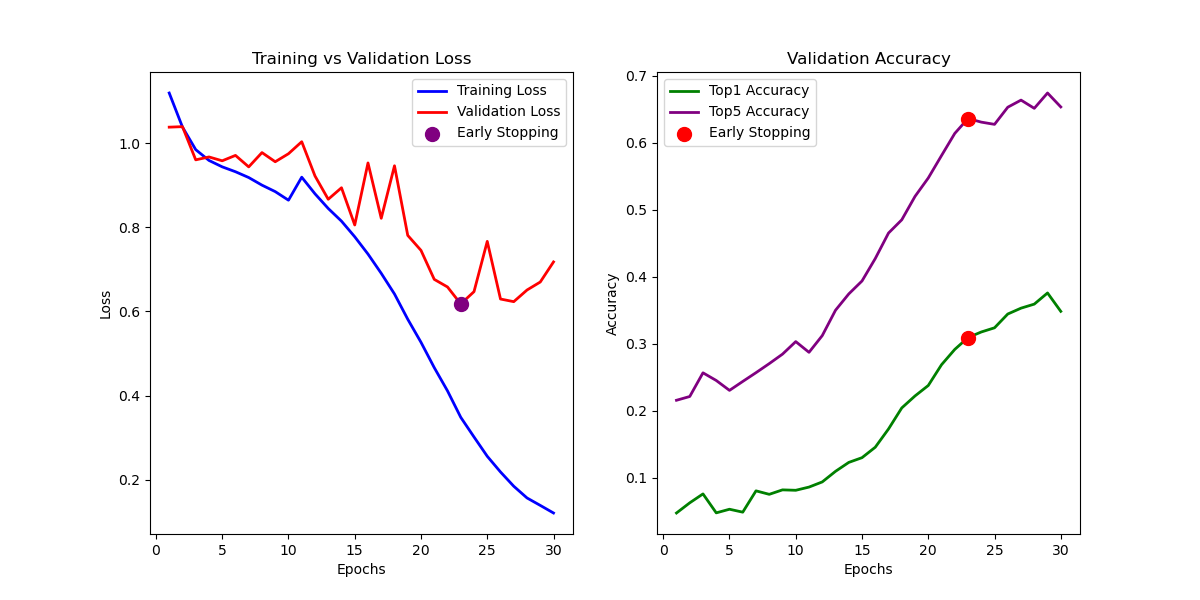 Training vs Validation Loss
Training Loss
Validation Loss
Early Stopping
Loss
1.0
0.8
0.6
0.4
0.2
0 5 10 15 20 25 30
Epochs
Validation Accuracy
Top1 Accuracy
Top5 Accuracy
Early Stopping
Accuracy
0.7
0.6
0.5
0.4
0.3
0.2
0.1
0 5 10 15 20 25 30
Epochs